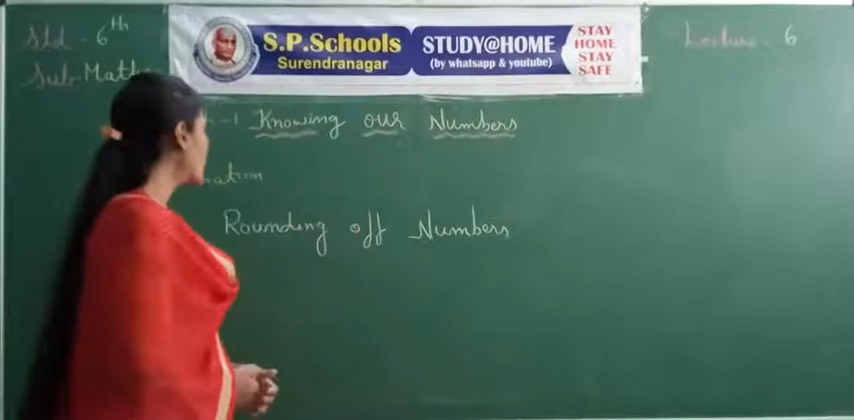 Std - 6th
Sub-Math
S.P.Schools
Surendranagar
STUDY@HOME
(by whatsapp & youtube)
STAY
HOME
STAY
SAFE
Lecture - 6
-1 Knowing our Numbers
ation
Rounding off Numbers